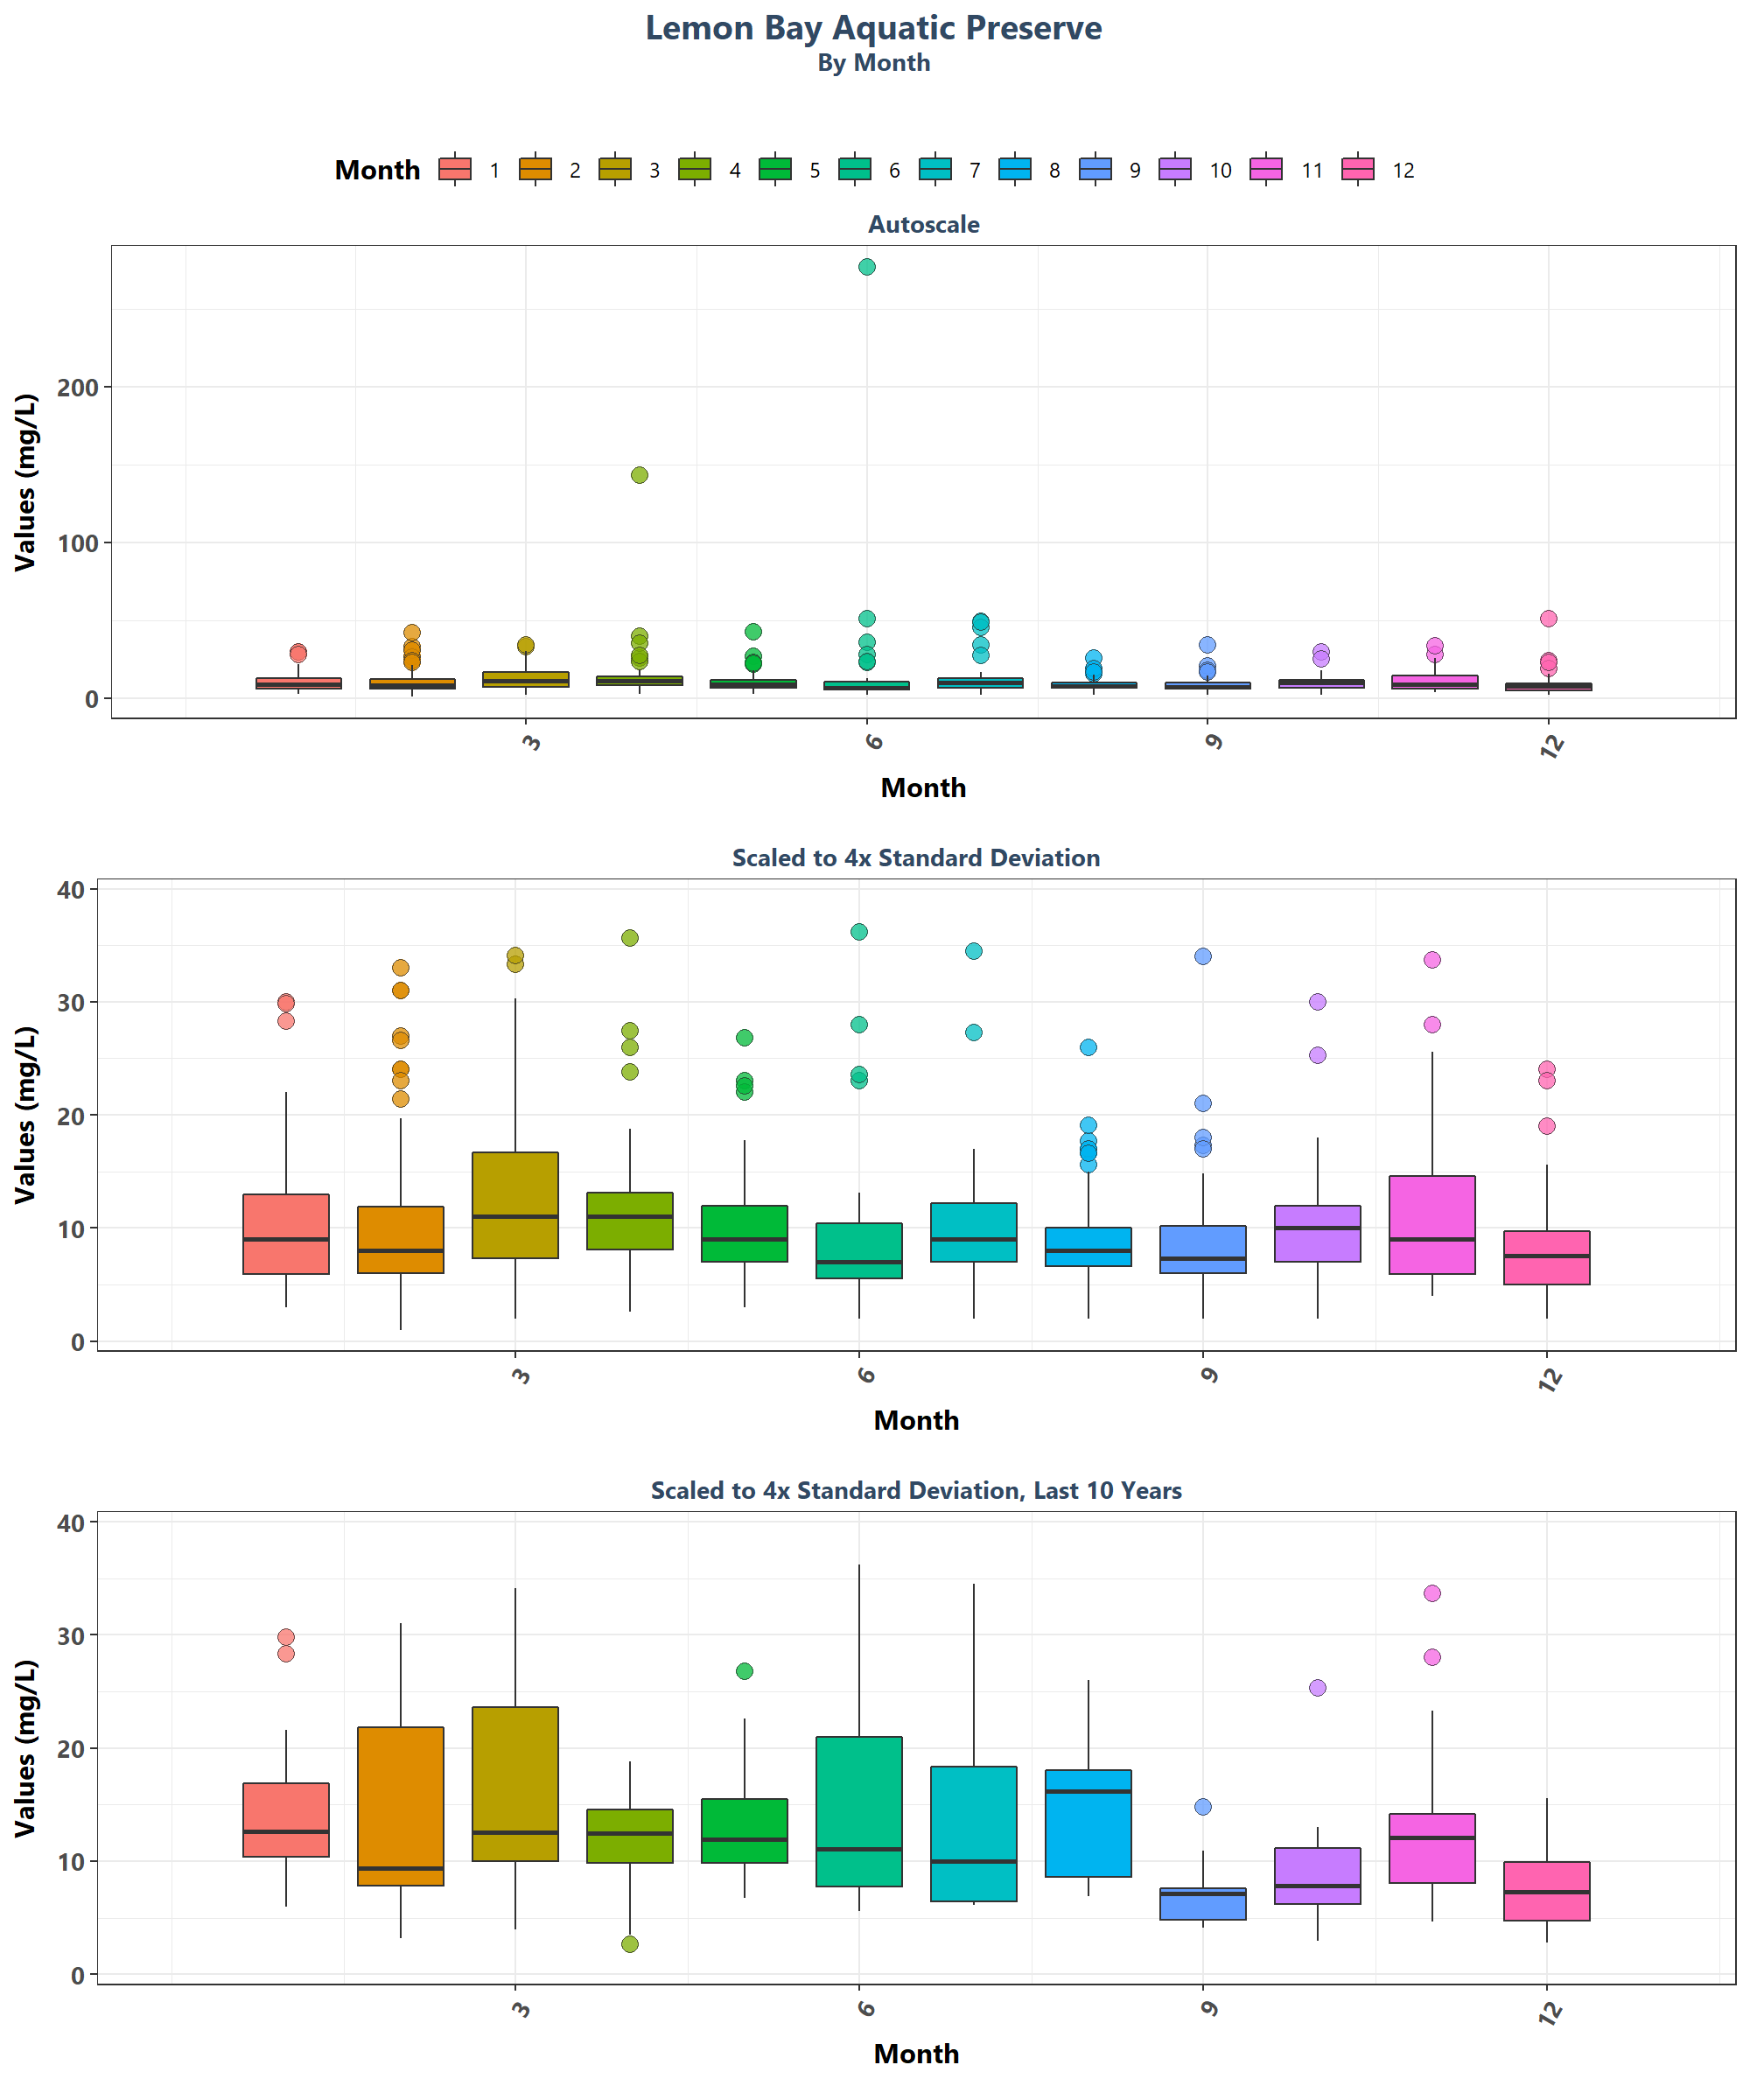 Lemon Bay Aquatic Preserve
By Month
Month 1 2 3 4 5 6 7 8 9 10 11 12
Autoscale
Values (mg/L)
200
100
0
3 6 9 12
Month
Scaled to 4x Standard Deviation
Values (mg/L)
40
30
20
10
0
3 6 9 12
Month
Scaled to 4x Standard Deviation, Last 10 Years
Values (mg/L)
40
30
20
10
0
3 6 9 12
Month